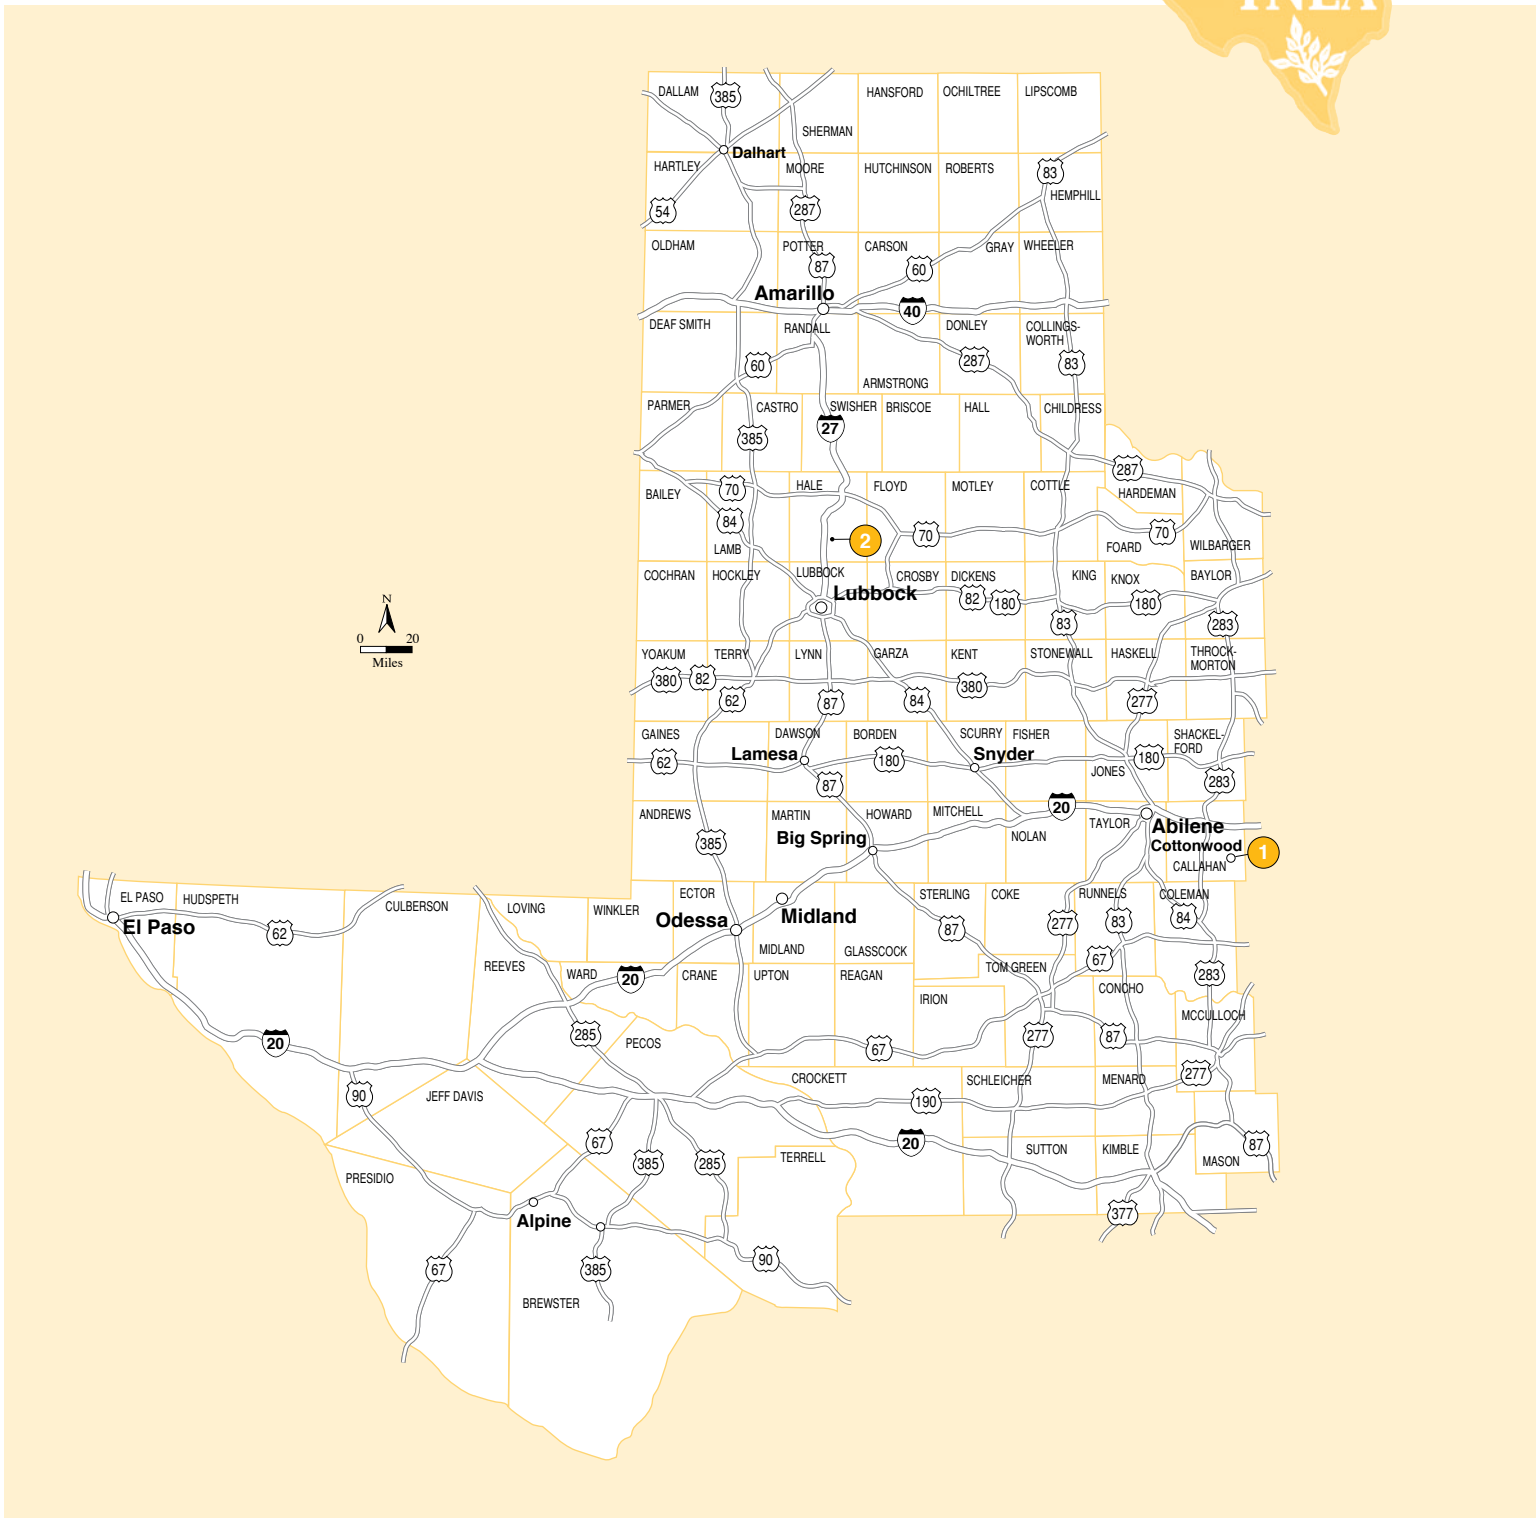 TNLA
DALLAM
385
HANSFORD
OCHILTREE
LIPSCOMB
SHERMAN
Dalhart
HARTLEY
MOORE
HUTCHINSON
ROBERTS
83
HEMPHILL
54
287
OLDHAM
POTTER
CARSON
GRAY
WHEELER
87
60
Amarillo
40
DEAF SMITH
RANDALL
DONLEY
COLLINGS-
WORTH
60
287
83
ARMSTRONG
PARMER
CASTRO
SWISHER
BRISCOE
HALL
CHILDRESS
27
385
287
BAILEY
70
HALE
FLOYD
MOTLEY
COTTLE
HARDEMAN
84
2
70
70
LAMB
FOARD
WILBARGER
COCHRAN
HOCKLEY
LUBBOCK
CROSBY
DICKENS
KING
KNOX
BAYLOR
Lubbock
82
180
180
N
0
20
Miles
83
283
YOAKUM
TERRY
LYNN
GARZA
KENT
STONEWALL
HASKELL
THROCK-
MORTON
380
82
380
62
87
84
277
GAINES
DAWSON
BORDEN
SCURRY
FISHER
SHACKEL-
FORD
62
Lamesa
180
Snyder
180
87
JONES
283
ANDREWS
MARTIN
HOWARD
MITCHELL
20
NOLAN
TAYLOR
Abilene
385
Big Spring
Cottonwood
1
CALLAHAN
EL PASO
HUDSPETH
CULBERSON
LOVING
WINKLER
ECTOR
STERLING
COKE
RUNNELS
COLEMAN
El Paso
62
Odessa
Midland
87
277
83
84
MIDLAND
GLASSCOCK
67
REEVES
WARD
20
CRANE
UPTON
REAGAN
TOM GREEN
283
IRION
CONCHO
MCCULLOCH
20
285
PECOS
67
277
87
277
90
JEFF DAVIS
CROCKETT
SCHLEICHER
MENARD
190
67
385
285
TERRELL
20
SUTTON
KIMBLE
87
MASON
PRESIDIO
Alpine
377
67
385
90
BREWSTER